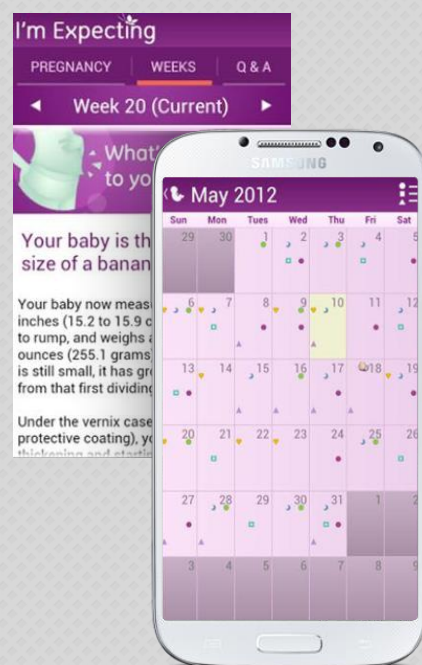 I'm Expecting
PREGNANCY WEEKS Q & A
Week 20 (Current)
What'
to yo
Your baby is th
size of a banan
Your baby now meas
inches (15.2 to 15.9 c
to rump, and weighs a
ounces (255.1 grams)
is still small, it has gr
from that first dividing
Under the vernix case
protective coating), yo
thickening and starting
SAMSUNG
May 2012
Sun Mon Tues Wed Thu Fri Sat
29 30 1 2 3 4 5
6 7 8 9 10 11 12
13 14 15 16 17 18 19
20 21 22 23 24 25 26
27 28 29 30 31 1 2
3 4 5 6 7 8 9